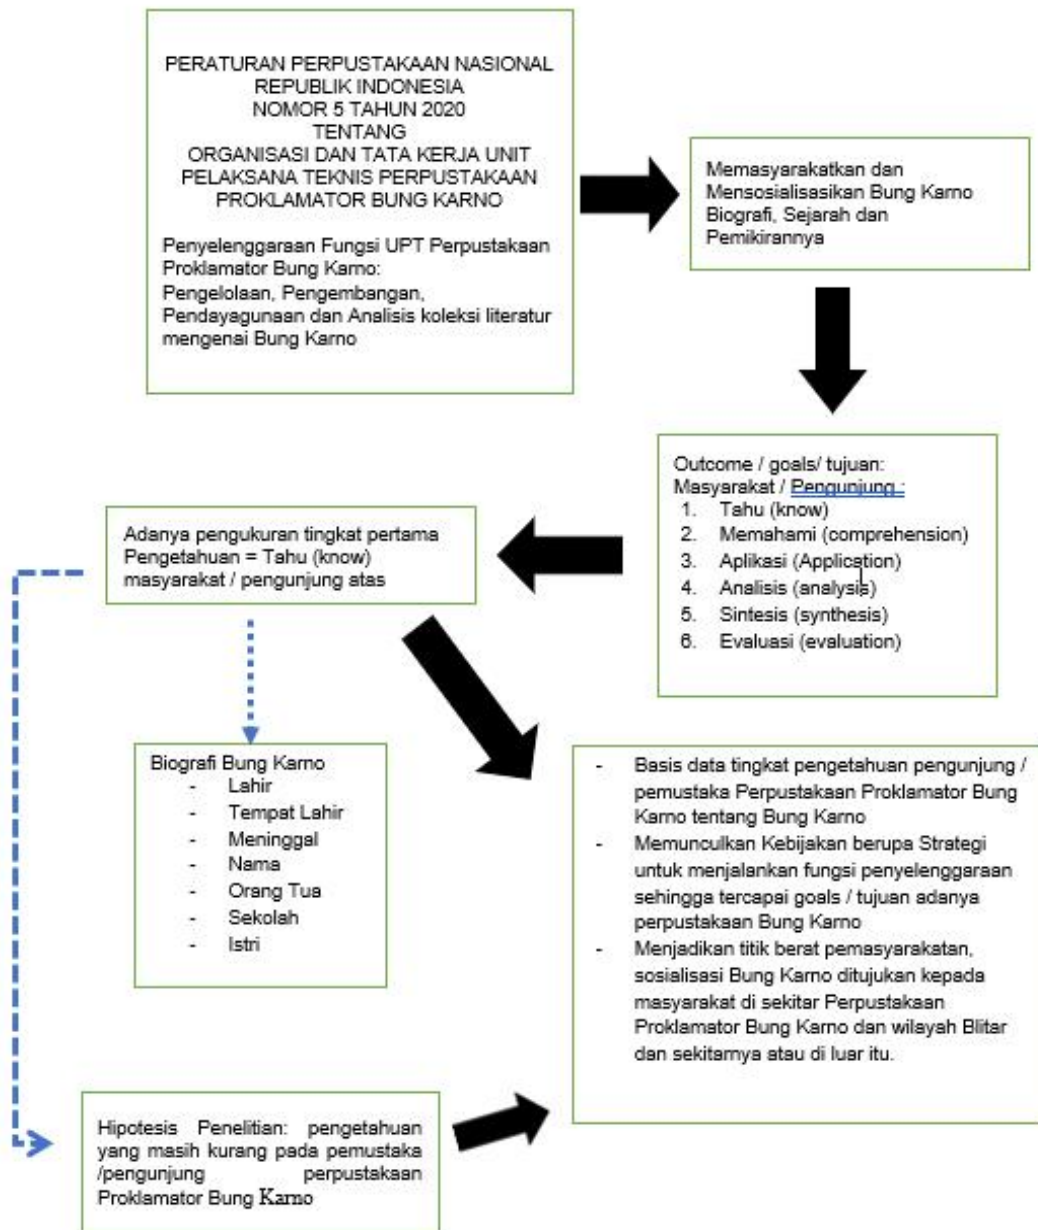 PERATURAN PERPUSTAKAAN NASIONAL
REPUBLIK INDONESIA
NOMOR 5 TAHUN 2020
TENTANG
ORGANISASI DAN TATA KERJA UNIT
PELAKSANA TEKNIS PERPUSTAKAAN
PROKLAMATOR BUNG KARNO
Penyelenggaraan Fungsi UPT Perpustakaan
Proklamator Bung Karno:
Pengelolaan, Pengembangan,
Pendayagunaan dan Analisis koleksi literatur
mengenai Bung Karno
Memasyarakatkan dan
Mensosialisasikan Bung Karno
Biografi, Sejarah dan
Pemikirannya
Outcome / goals/ tujuan:
Masyarakat / Pengunjung :
1. Tahu (know)
2. Memahami (comprehension)
3. Aplikasi (Application)
4. Analisis (analysis)
5. Sintesis (synthesis)
6. Evaluasi (evaluation)
Adanya pengukuran tingkat pertama
Pengetahuan = Tahu (know)
masyarakat / pengunjung atas
Biografi Bung Karno
- Lahir
- Tempat Lahir
- Meninggal
- Nama
- Orang Tua
- Sekolah
- Istri
- Basis data tingkat pengetahuan pengunjung /
pemustaka Perpustakaan Proklamator Bung
Karno tentang Bung Karno
- Memunculkan Kebijakan berupa Strategi
untuk menjalankan fungsi penyelenggaraan
sehingga tercapai goals / tujuan adanya
perpustakaan Bung Karno
- Menjadikan titik berat pemasyarakatan,
sosialisasi Bung Karno ditujukan kepada
masyarakat di sekitar Perpustakaan
Proklamator Bung Karno dan wilayah Blitar
dan sekitarnya atau di luar itu.
Hipotesis Penelitian: pengetahuan
yang masih kurang pada pemustaka
/pengunjung perpustakaan
Proklamator Bung Karno